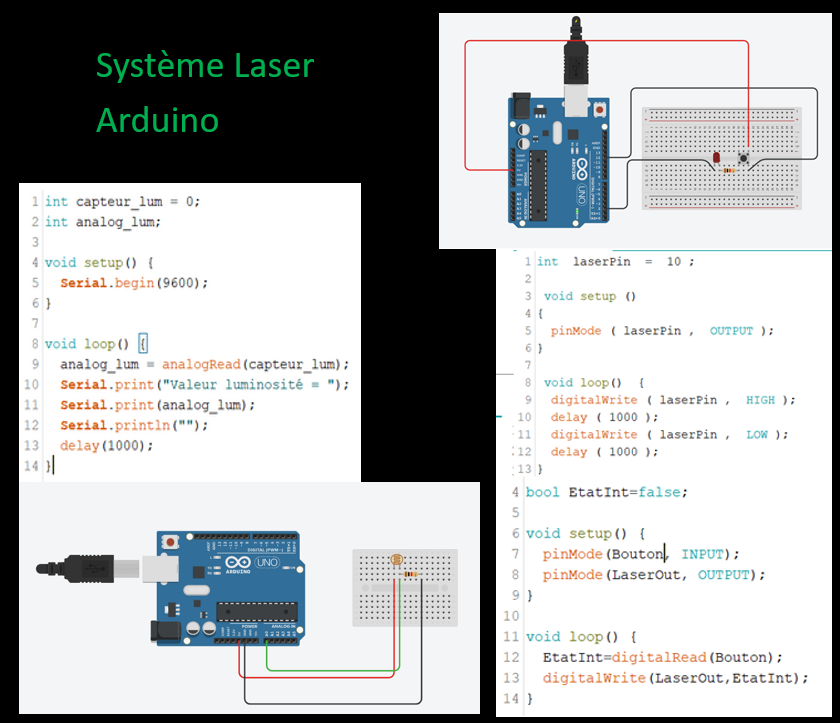 Système Laser
Arduino
1 int capteur_lum = 0;
2 int analog_lum;
3
4 void setup() {
5 Serial.begin(9600);
6 }
7
8 void loop() {
9 analog_lum = analogRead(capteur_lum);
10 Serial.print("Valeur luminosité = ");
11 Serial.print(analog_lum);
12 Serial.println("");
13 delay(1000);
14 }
UNO
ARDUINO
1 int laserPin = 10 ;
2
3 void setup ()
4 {
5 pinMode ( laserPin , OUTPUT );
6 }
7
8 void loop() {
9 digitalWrite ( laserPin , HIGH );
10 delay ( 1000 );
11 digitalWrite ( laserPin , LOW );
12 delay ( 1000 );
13 }
4 bool EtatInt=false;
5
6 void setup() {
7 pinMode(Bouton, INPUT);
8 pinMode(LaserOut, OUTPUT);
9 }
10
11 void loop() {
12 EtatInt=digitalRead(Bouton);
13 digitalWrite(LaserOut,EtatInt);
14 }
DIGITAL (PWM ~)
UNO
ARDUINO
POWER
ANALOG IN